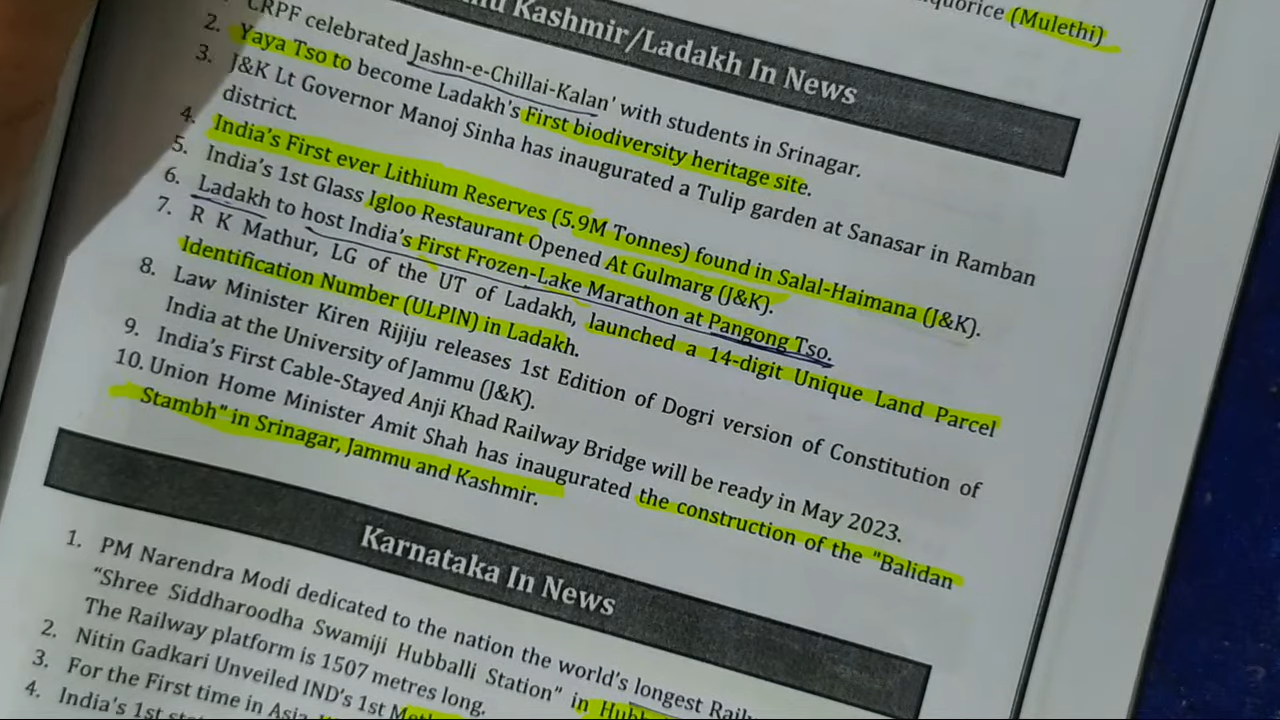 (Mulethi)
Kashmir/Ladakh In News
CRPF celebrated Jashn-e-Chillai-Kalan' with students in Srinagar.
2. Yaya Tso to become Ladakh's First biodiversity heritage site.
3. J&K Lt Governor Manoj Sinha has inaugurated a Tulip garden at Sanasar in Ramban
district.
4. India's First ever Lithium Reserves (5.9M Tonnes) found in Salal-Haimana (J&K).
5. India's 1st Glass Igloo Restaurant Opened At Gulmarg (J&K).
6. Ladakh to host India's First Frozen-Lake Marathon at Pangong Tso.
7. R K Mathur, LG of the UT of Ladakh, launched a 14-digit Unique Land Parcel
Identification Number (ULPIN) in Ladakh.
8. Law Minister Kiren Rijiju releases 1st Edition of Dogri version of Constitution of
India at the University of Jammu (J&K).
9. India's First Cable-Stayed Anji Khad Railway Bridge will be ready in May 2023.
10. Union Home Minister Amit Shah has inaugurated the construction of the "Balidan
Stambh" in Srinagar, Jammu and Kashmir.
Karnataka In News
1. PM Narendra Modi dedicated to the nation the world's longest
"Shree Siddharoodha Swamiji Hubballi Station" in
The Railway platform is 1507 metres long.
2. Nitin Gadkari Unveiled IND's 1st
3. For the First time in Asia
4. India's 1st